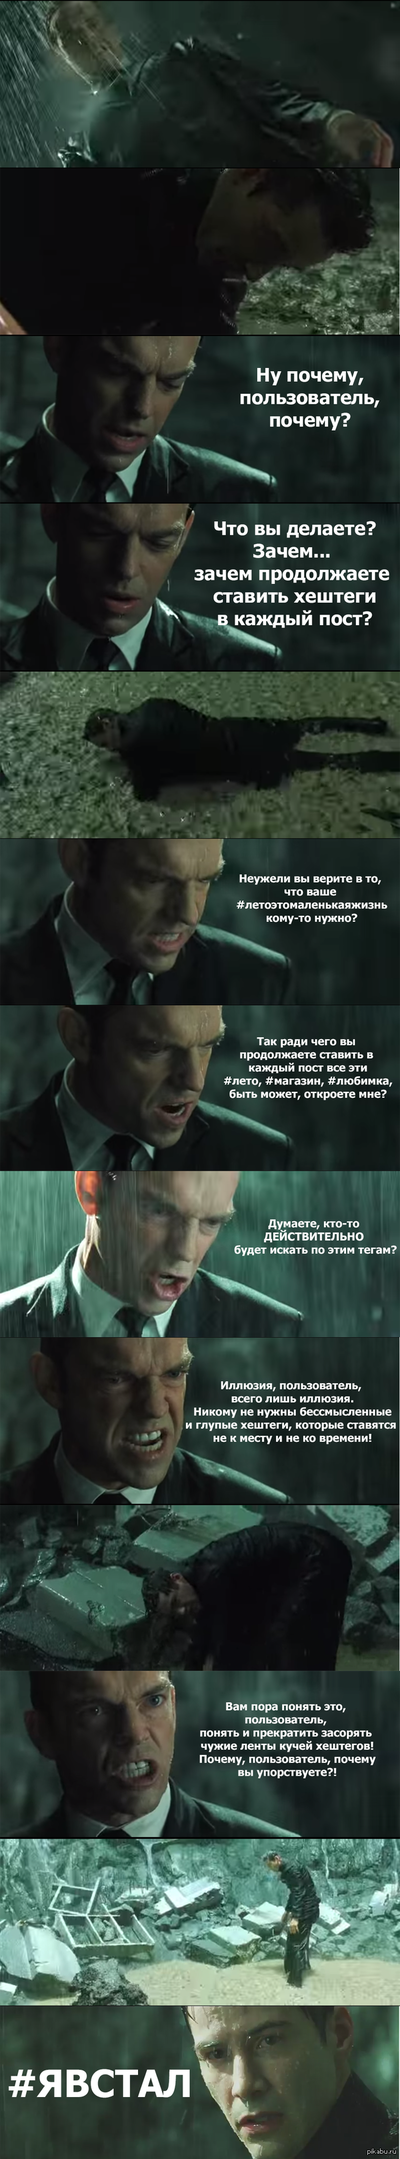 Ну почему,
пользователь,
почему?
Что вы делаете?
Зачем...
зачем продолжаете
ставить хештеги
в каждый пост?
Неужели вы верите в то,
что ваше
#летоэтомаленькаяжизнь
кому-то нужно?
Так ради чего вы
продолжаете ставить в
каждый пост все эти
#лето, #магазин, #любимка,
быть может, откроете мне?
Думаете, кто-то
ДЕЙСТВИТЕЛЬНО
будет искать по этим тегам?
Иллюзия, пользователь,
всего лишь иллюзия.
Никому не нужны бессмысленные
и глупые хештеги, которые ставятся
не к месту и не ко времени!
Вам пора понять это,
пользователь,
понять и прекратить засорять
чужие ленты кучей хештегов!
Почему, пользователь, почему
вы упорствуете?!
#ЯВСТАЛ
pikabu.ru